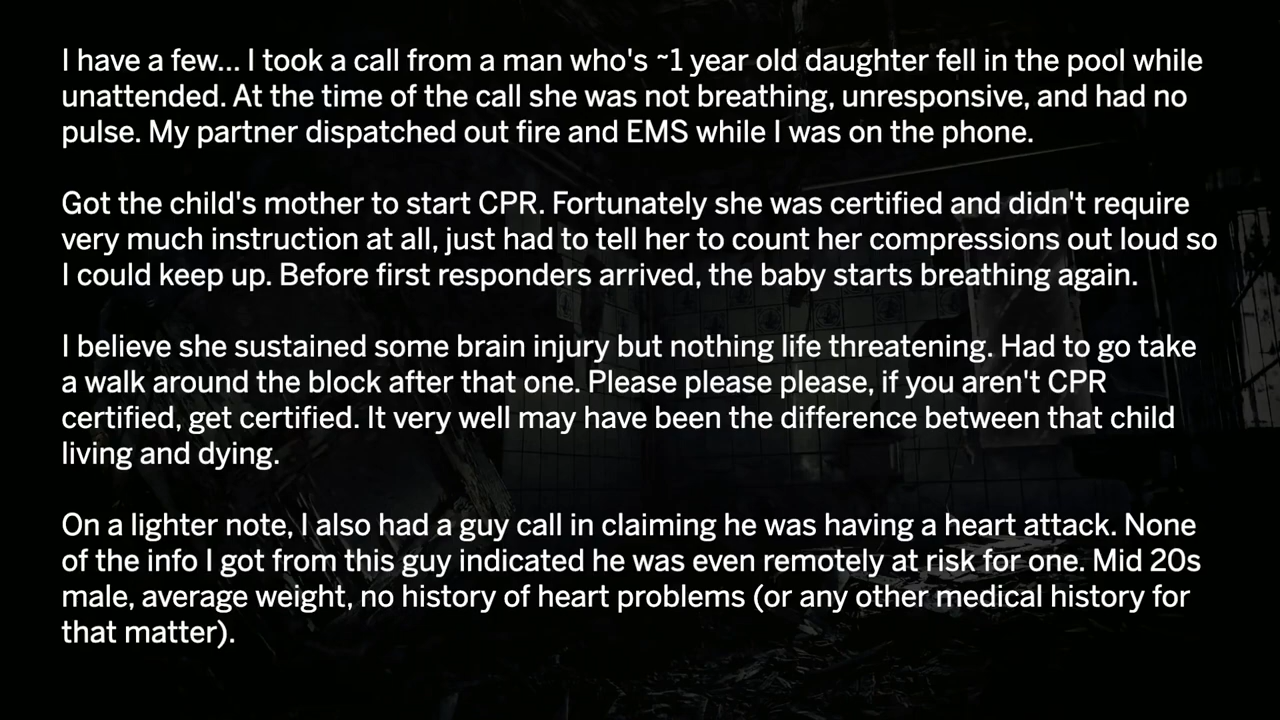 I have a few... I took a call from a man who's ~1 year old daughter fell in the pool while
unattended. At the time of the call she was not breathing, unresponsive, and had no
pulse. My partner dispatched out fire and EMS while I was on the phone.
Got the child's mother to start CPR. Fortunately she was certified and didn't require
very much instruction at all, just had to tell her to count her compressions out loud so
I could keep up. Before first responders arrived, the baby starts breathing again.
I believe she sustained some brain injury but nothing life threatening. Had to go take
a walk around the block after that one. Please please please, if you aren't CPR
certified, get certified. It very well may have been the difference between that child
living and dying.
On a lighter note, I also had a guy call in claiming he was having a heart attack. None
of the info I got from this guy indicated he was even remotely at risk for one. Mid 20s
male, average weight, no history of heart problems (or any other medical history for
that matter).